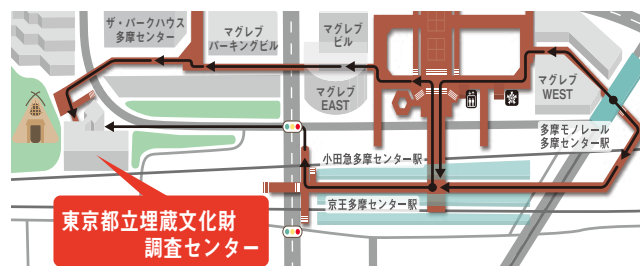 ザ・パークハウス
多摩センター
マグレブ
パーキングビル
マグレブ
ビル
マグレブ
EAST
マグレブ
WEST
多摩モノレール
多摩センター駅
小田急多摩センター駅
京王多摩センター駅
東京都立埋蔵文化財
調査センター